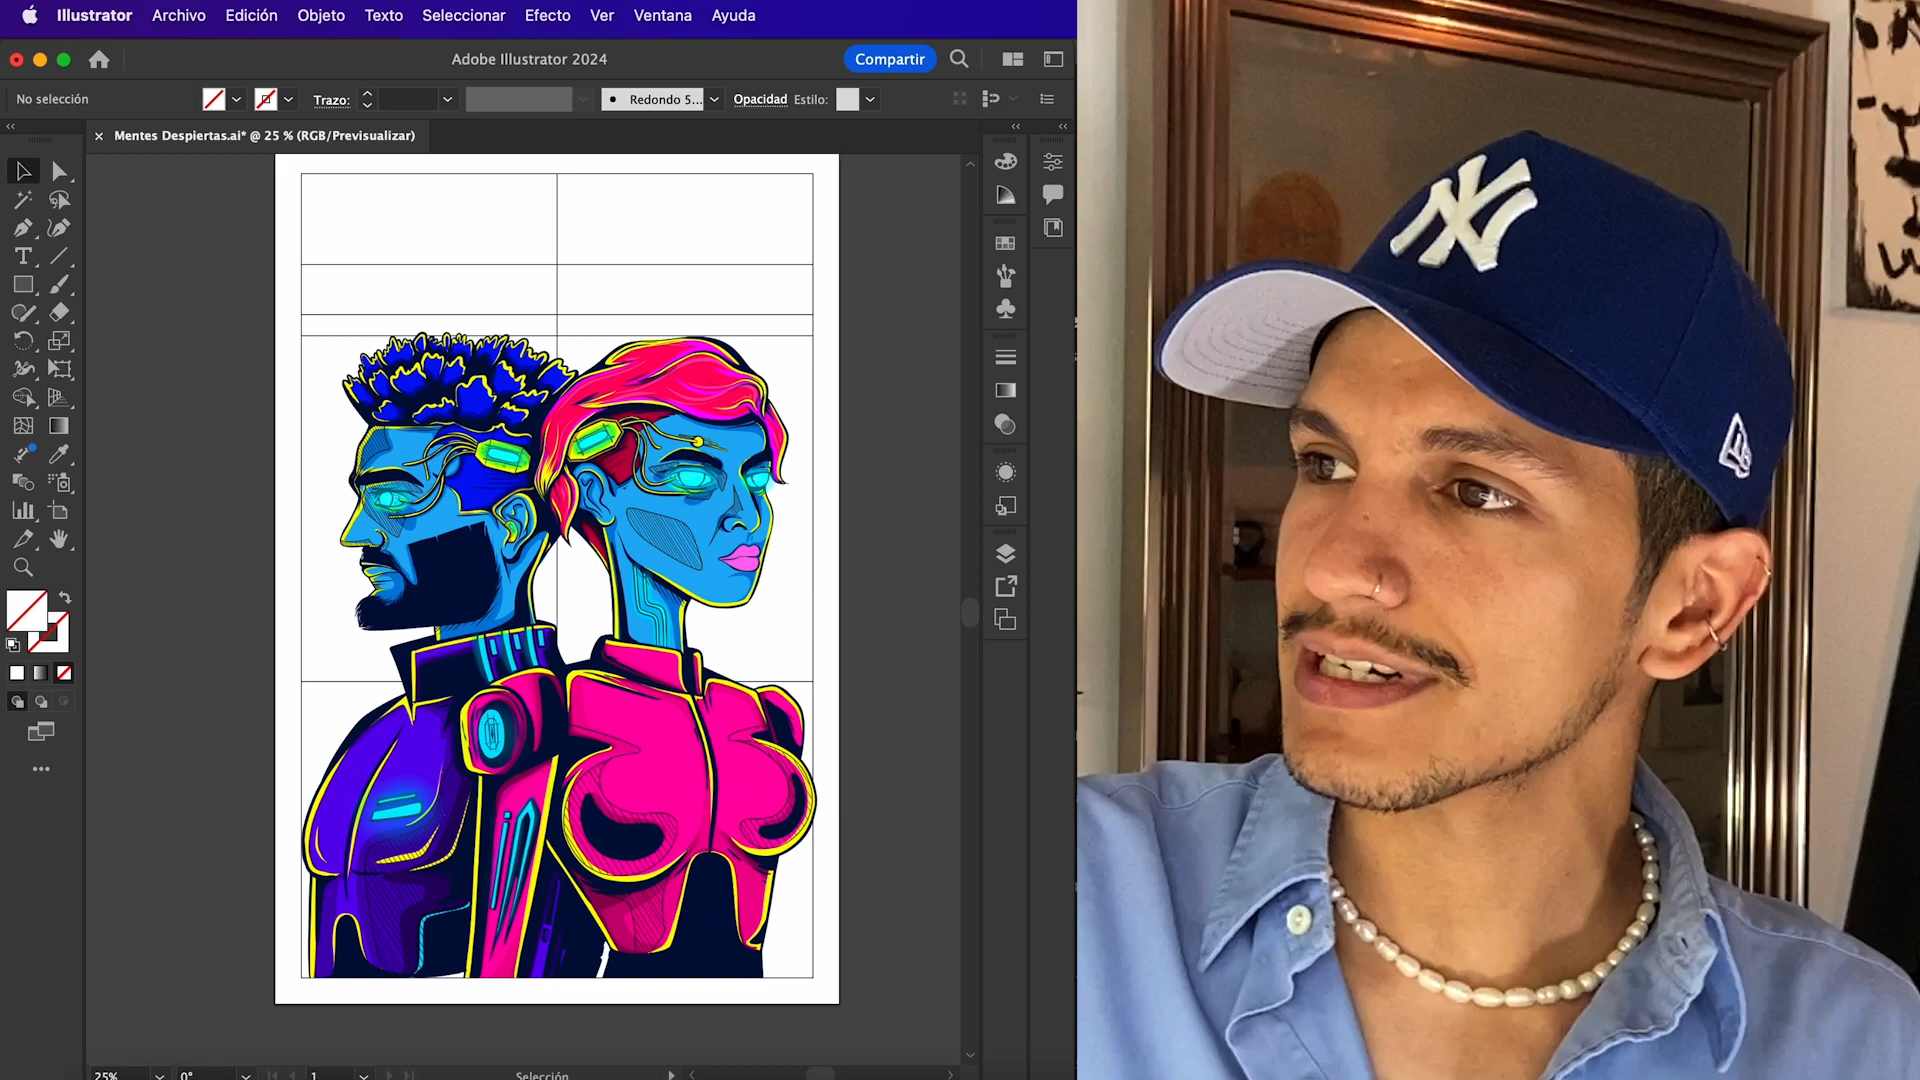 Illustrator Archivo Edición Objeto Texto Seleccionar Efecto Ver Ventana Ayuda
Adobe Illustrator 2024
Compartir
No selección
Trazo:
Redondo 5...
Opacidad
Estilo:
Mentes Despiertas.ai* @ 25 % (RGB/Previsualizar)
25%
0°
1
Selección
NY